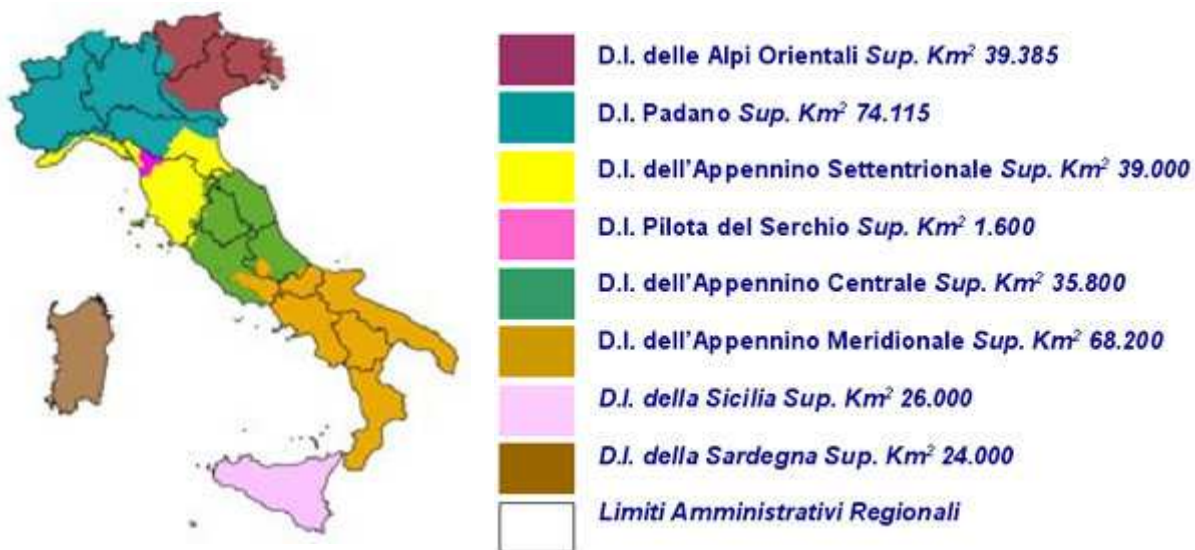 D.I. delle Alpi Orientali Sup. Km² 39.385
D.I. Padano Sup. Km² 74.115
D.I. dell'Appennino Settentrionale Sup. Km² 39.000
D.I. Pilota del Serchio Sup. Km² 1.600
D.I. dell'Appennino Centrale Sup. Km² 35.800
D.I. dell'Appennino Meridionale Sup. Km² 68.200
D.I. della Sicilia Sup. Km² 26.000
D.I. della Sardegna Sup. Km² 24.000
Limiti Amministrativi Regionali